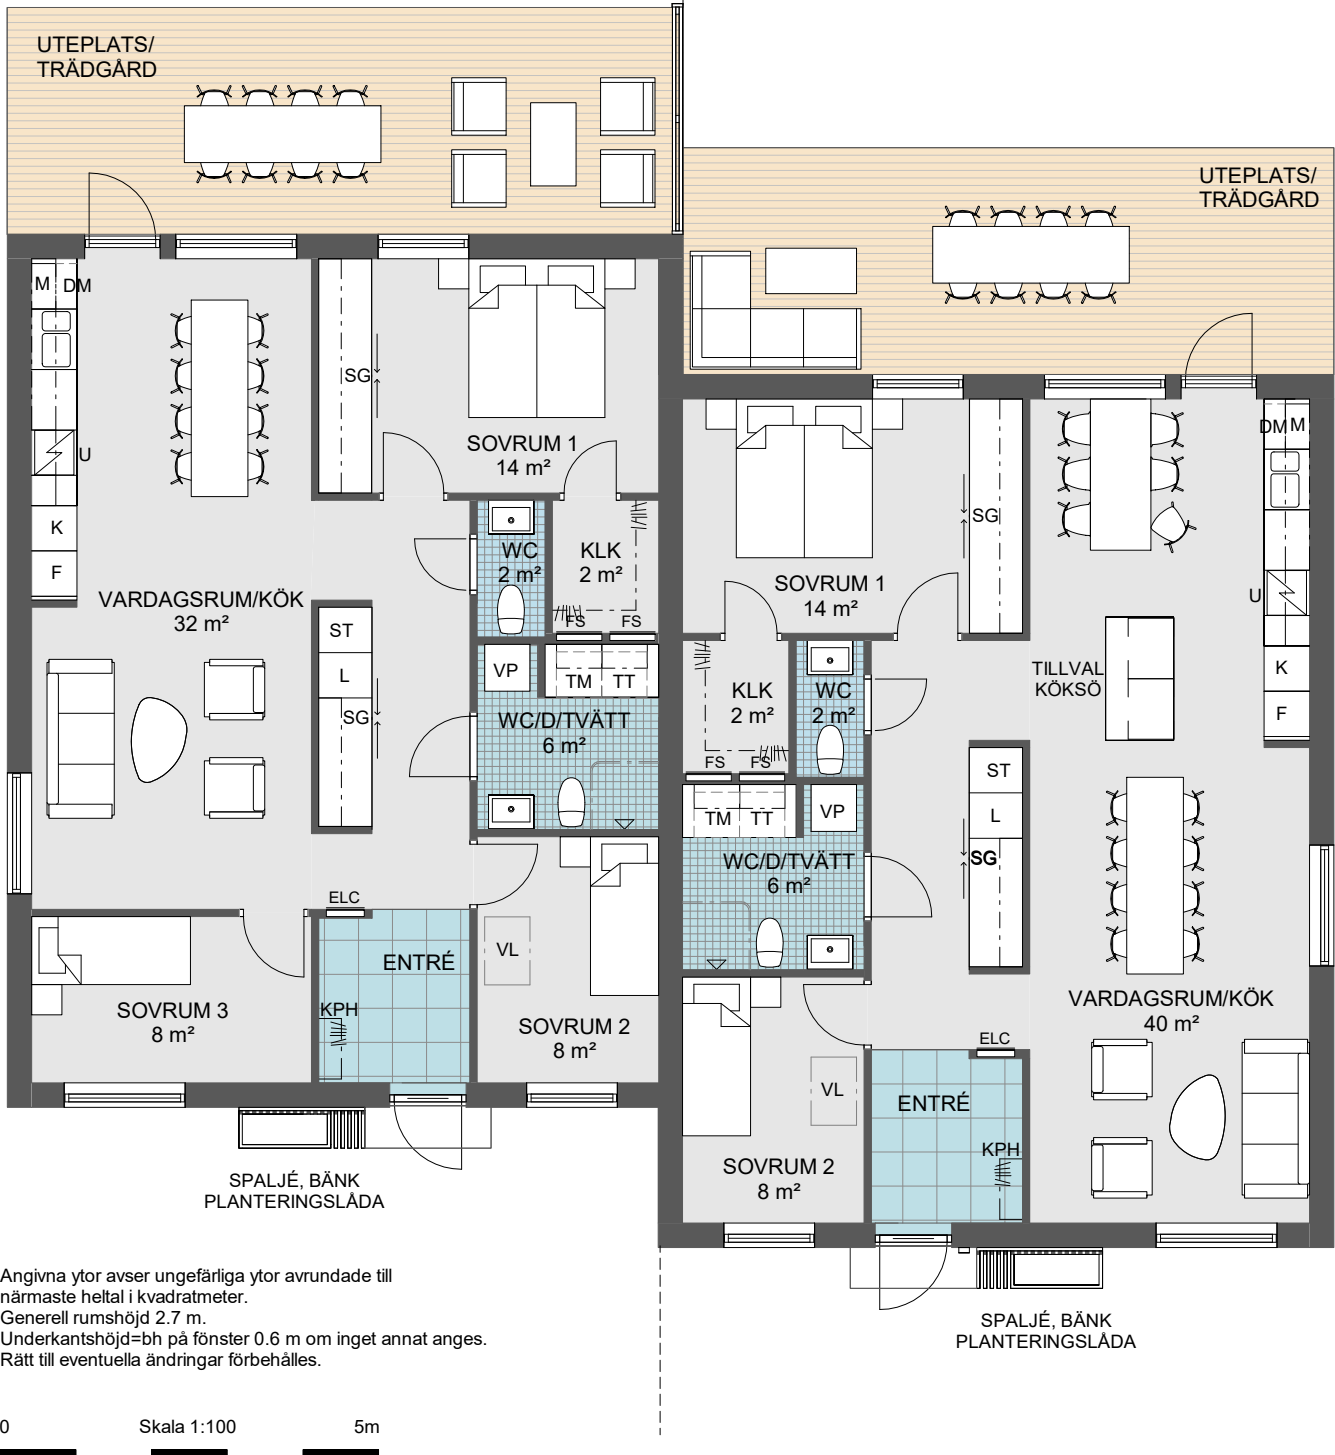 UTEPLATS/
TRÄDGÅRD
M DM
SG
U
K
F
SOVRUM 1
14 m²
WC
2 m²
KLK
2 m²
FS FS
VARDAGSRUM/KÖK
32 m²
ST
L
SG
VP
TM TT
WC/D/TVÄTT
6 m²
ELC
ENTRÉ
KPH
VL
SOVRUM 3
8 m²
SOVRUM 2
8 m²
SPALJÉ, BÄNK
PLANTERINGSLÅDA
UTEPLATS/
TRÄDGÅRD
DM M
SG
U
K
F
SOVRUM 1
14 m²
TILLVAL
KÖKSÖ
KLK
2 m²
WC
2 m²
FS FS
ST
L
SG
VP
TM TT
WC/D/TVÄTT
6 m²
VARDAGSRUM/KÖK
40 m²
ELC
ENTRÉ
KPH
VL
SOVRUM 2
8 m²
SPALJÉ, BÄNK
PLANTERINGSLÅDA
Angivna ytor avser ungefärliga ytor avrundade till
närmaste heltal i kvadratmeter.
Generell rumshöjd 2.7 m.
Underkantshöjd=bh på fönster 0.6 m om inget annat anges.
Rätt till eventuella ändringar förbehålles.
0 Skala 1:100 5m